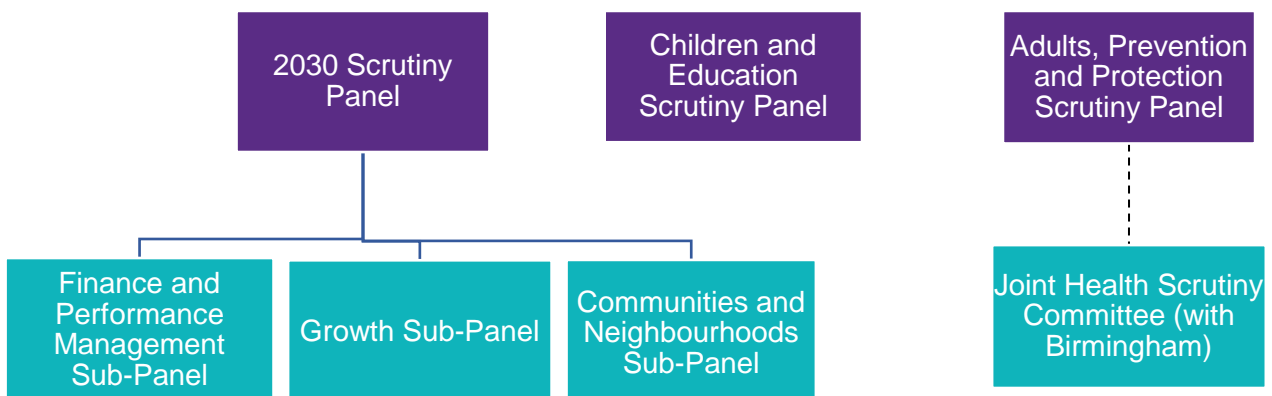 2030 Scrutiny
Panel
Children and
Education
Scrutiny Panel
Adults, Prevention
and Protection
Scrutiny Panel
Finance and
Performance
Management
Sub-Panel
Growth Sub-Panel
Communities and
Neighbourhoods
Sub-Panel
Joint Health Scrutiny
Committee (with
Birmingham)